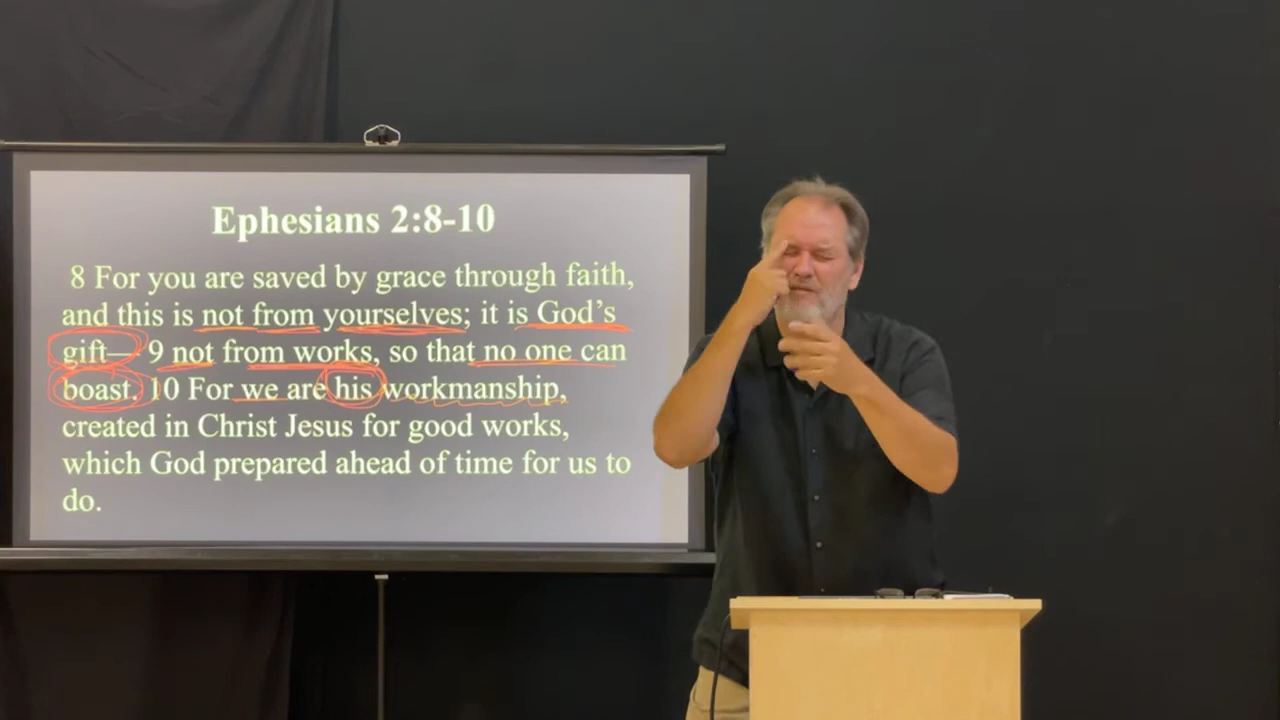 Ephesians 2:8-10
8 For you are saved by grace through faith,
and this is not from yourselves; it is God’s
gift— 9 not from works, so that no one can
boast. 10 For we are his workmanship,
created in Christ Jesus for good works,
which God prepared ahead of time for us to
do.